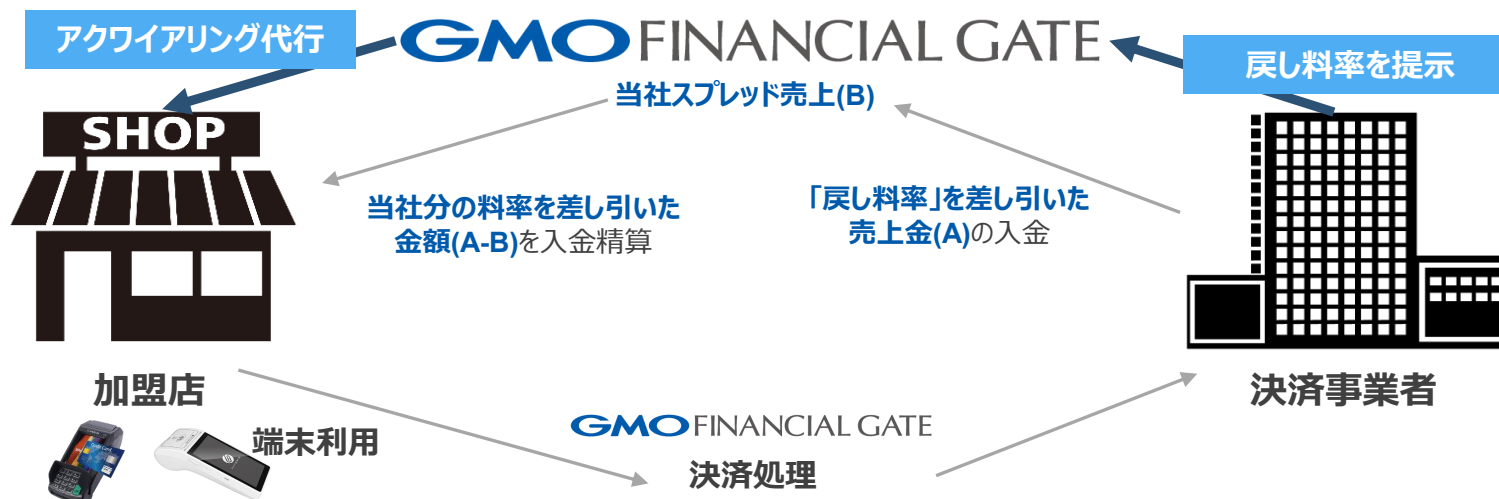 アクワイアリング代行
GMO FINANCIAL GATE
戻し料率を提示
当社スプレッド売上(B)
SHOP
当社分の料率を差し引いた
金額(A-B)を入金精算
「戻し料率」を差し引いた
売上金(A)の入金
加盟店
決済事業者
端末利用
GMO FINANCIAL GATE
決済処理